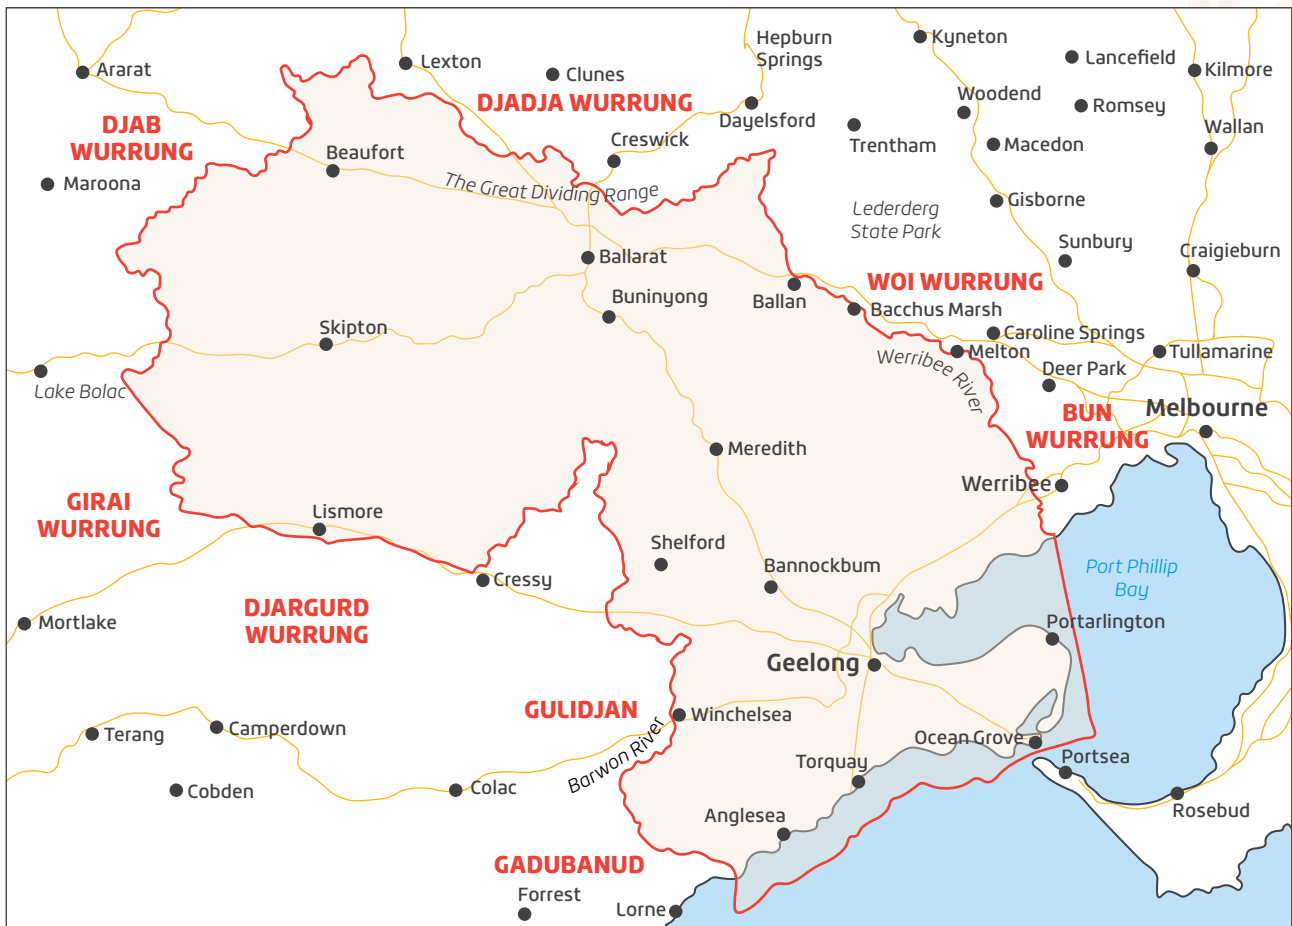 Hepburn
Springs
Kyneton
Lancefield
Lexton
Ararat
Clunes
Kilmore
Woodend
DJADJA WURRUNG
Romsey
Dayelsford
DJAB
WURRUNG
Wallan
Creswick
Trentham
Macedon
Beaufort
Maroona
The Great Dividing Range
Gisborne
Lederderg
State Park
Sunbury
Craigieburn
Ballarat
WOI WURRUNG
Buninyong
Ballan
Bacchus Marsh
Skipton
Caroline Springs
Melton
Tullamarine
Werribee River
Deer Park
Lake Bolac
BUN
WURRUNG
Melbourne
Meredith
Werribee
GIRAI
WURRUNG
Lismore
Shelford
Bannockbum
Port Phillip
Bay
Cressy
DJARGURD
WURRUNG
Mortlake
Portarlington
Geelong
GULIDJAN
Winchelsea
Camperdown
Terang
Barwon River
Ocean Grove
Portsea
Torquay
Cobden
Colac
Rosebud
Anglesea
GADUBANUD
Forrest
Lorne